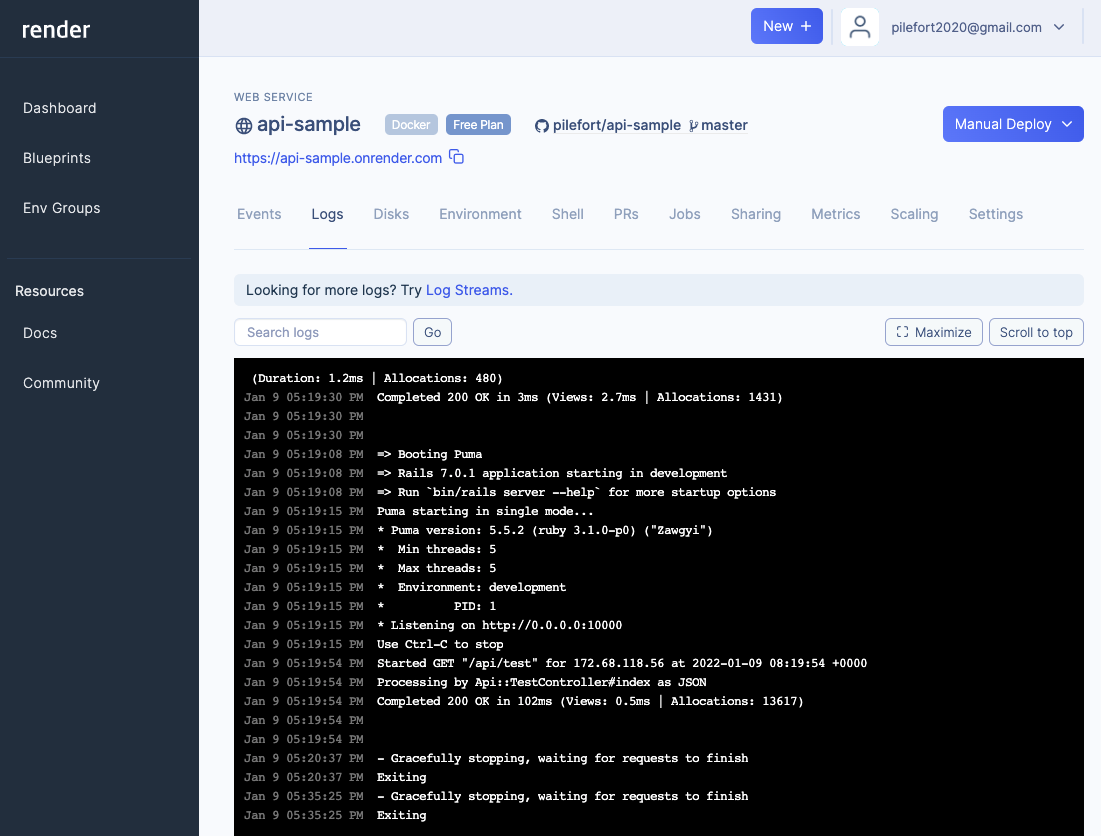 render
New +
pilefort2020@gmail.com
Dashboard
Blueprints
Env Groups
Resources
Docs
Community
WEB SERVICE
api-sample Docker Free Plan pilefort/api-sample master
Manual Deploy
https://api-sample.onrender.com
Events Logs Disks Environment Shell PRs Jobs Sharing Metrics Scaling Settings
Looking for more logs? Try Log Streams.
Search logs Go Maximize Scroll to top
(Duration: 1.2ms | Allocations: 480)
Jan 9 05:19:30 PM Completed 200 OK in 3ms (Views: 2.7ms | Allocations: 1431)
Jan 9 05:19:30 PM
Jan 9 05:19:30 PM
Jan 9 05:19:08 PM => Booting Puma
Jan 9 05:19:08 PM => Rails 7.0.1 application starting in development
Jan 9 05:19:08 PM => Run `bin/rails server --help` for more startup options
Jan 9 05:19:15 PM Puma starting in single mode...
Jan 9 05:19:15 PM * Puma version: 5.5.2 (ruby 3.1.0-p0) ("Zawgyi")
Jan 9 05:19:15 PM * Min threads: 5
Jan 9 05:19:15 PM * Max threads: 5
Jan 9 05:19:15 PM * Environment: development
Jan 9 05:19:15 PM * PID: 1
Jan 9 05:19:15 PM * Listening on http://0.0.0.0:10000
Jan 9 05:19:15 PM Use Ctrl-C to stop
Jan 9 05:19:54 PM Started GET "/api/test" for 172.68.118.56 at 2022-01-09 08:19:54 +0000
Jan 9 05:19:54 PM Processing by Api::TestController#index as JSON
Jan 9 05:19:54 PM Completed 200 OK in 102ms (Views: 0.5ms | Allocations: 13617)
Jan 9 05:19:54 PM
Jan 9 05:19:54 PM
Jan 9 05:20:37 PM - Gracefully stopping, waiting for requests to finish
Jan 9 05:20:37 PM Exiting
Jan 9 05:35:25 PM - Gracefully stopping, waiting for requests to finish
Jan 9 05:35:25 PM Exiting